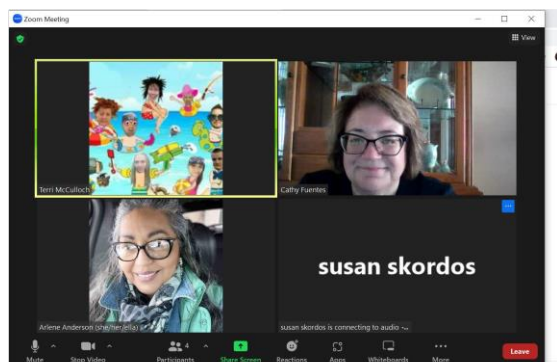 Zoom Meeting
View
Terri McCulloch
Cathy Fuentes
Arlene Anderson (she/her/ella)
susan skordos
susan skordos is connecting to audio ·...
Mute
Stop Video
4
Participants
Share Screen
Reactions
Apps
Whiteboards
More
Leave